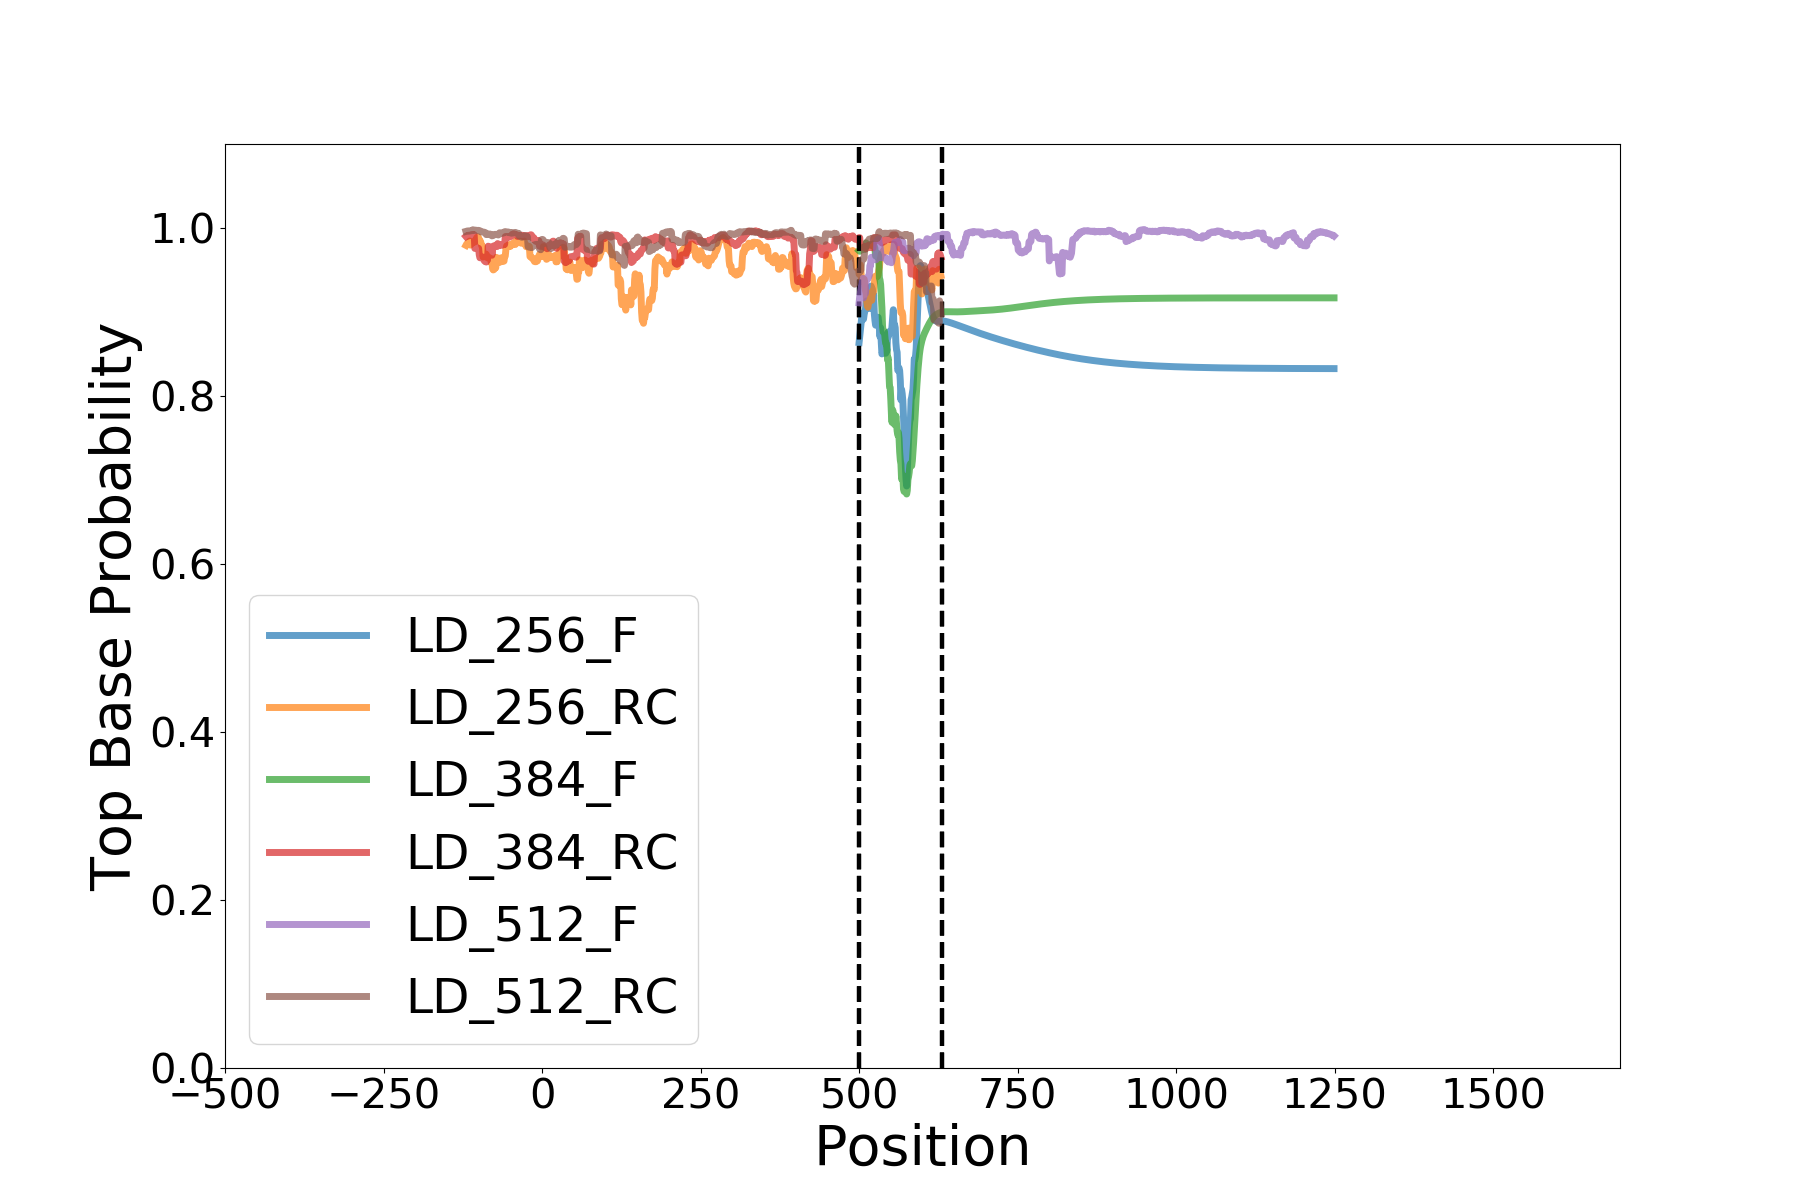 Top Base Probability
1.0
0.8
0.6
0.4
0.2
0.0
LD_256_F
LD_256_RC
LD_384_F
LD_384_RC
LD_512_F
LD_512_RC
−500 −250 0 250 500 750 1000 1250 1500
Position